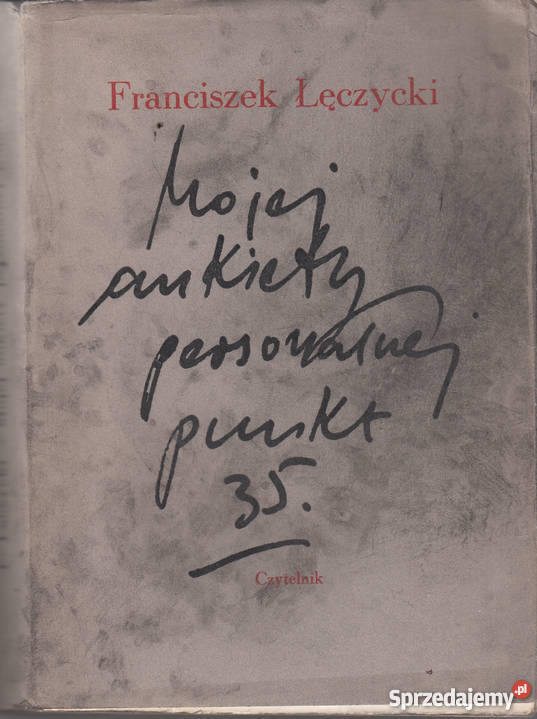 Franciszek Łęczycki
Mojej
ankiety
personalnej
punkt
35.
Czytelnik
Sprzedajemy.pl